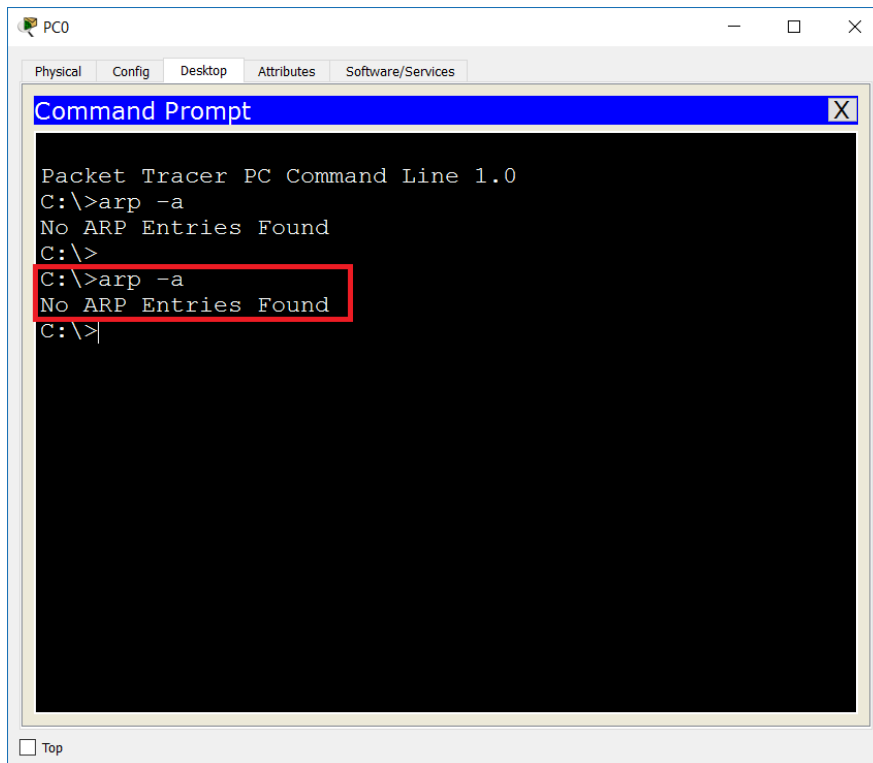 PC0
Physical Config Desktop Attributes Software/Services
Command Prompt X
Packet Tracer PC Command Line 1.0
C:\>arp -a
No ARP Entries Found
C:\>
C:\>arp -a
No ARP Entries Found
C:\>
Top